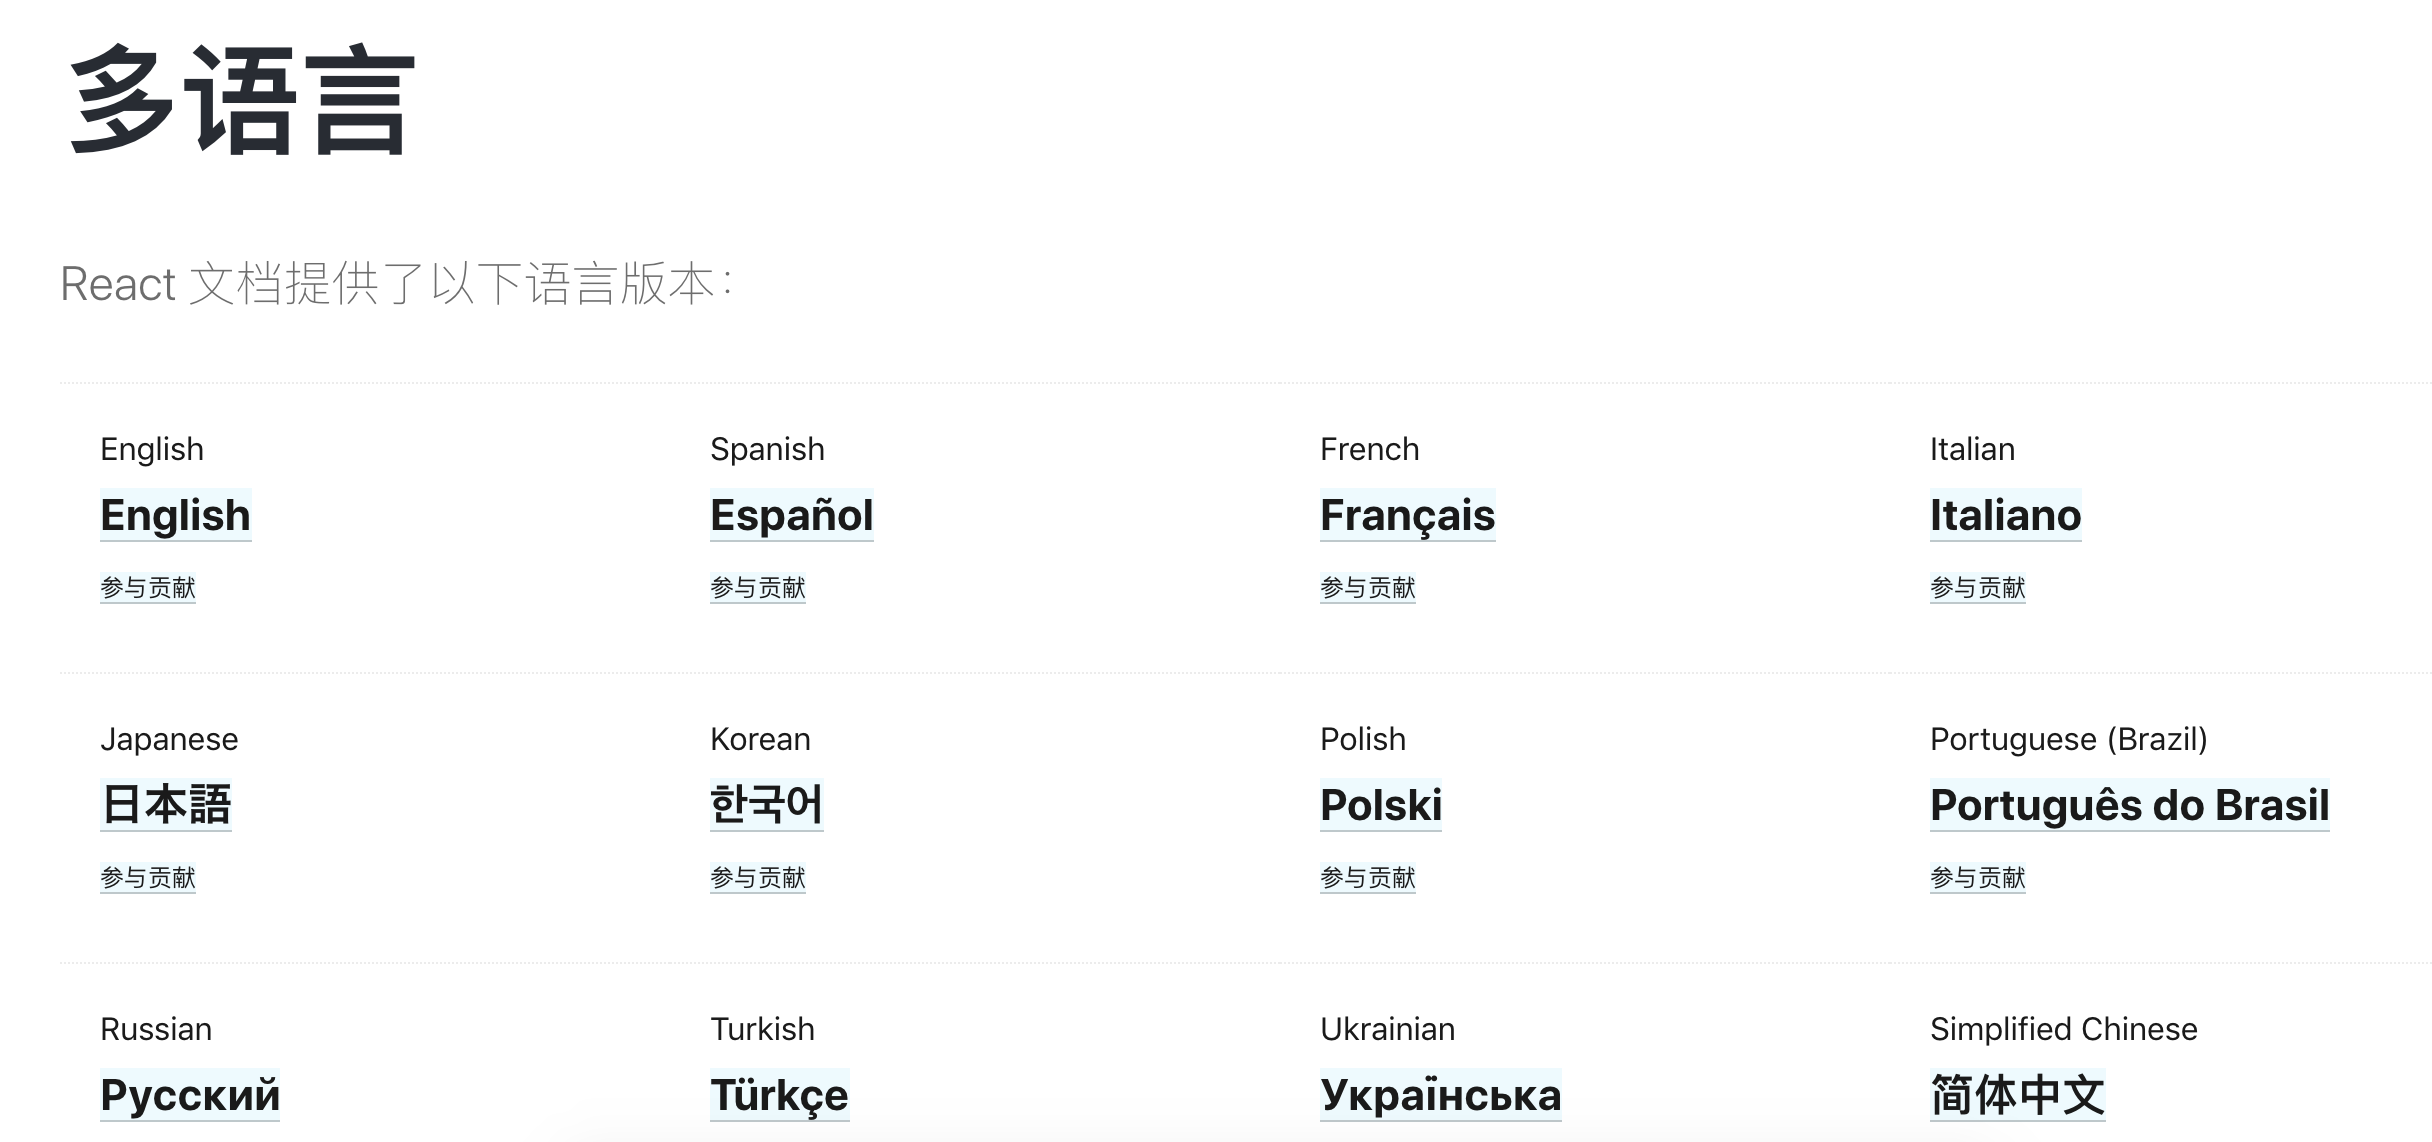 多语言
React 文档提供了以下语言版本：
English
Spanish
French
Italian
English
Español
Français
Italiano
参与贡献
参与贡献
参与贡献
参与贡献
Japanese
Korean
Polish
Portuguese (Brazil)
日本語
한국어
Polski
Português do Brasil
参与贡献
参与贡献
参与贡献
参与贡献
Russian
Turkish
Ukrainian
Simplified Chinese
Русский
Türkçe
Українська
简体中文